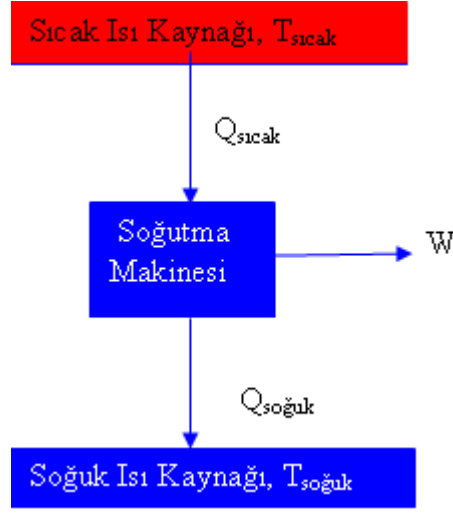 Sıcak Isı Kaynağı, Tsıcak
Qsıcak
Soğutma
Makinesi
W
Qsoğuk
Soğuk Isı Kaynağı, Tsoğuk